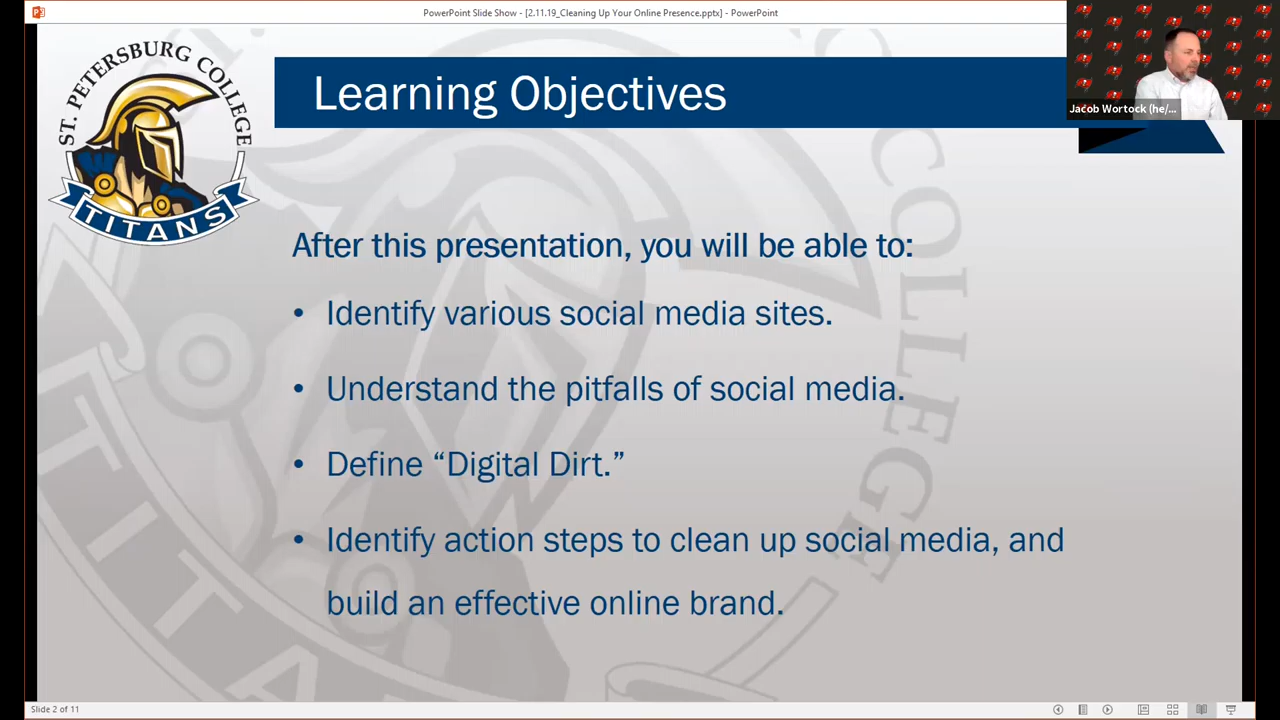 PowerPoint Slide Show - [2.11.19_Cleaning Up Your Online Presence.pptx] - PowerPoint
Jacob Wortock (he/...
ST. PETERSBURG COLLEGE
TITANS
Learning Objectives
After this presentation, you will be able to:
• Identify various social media sites.
• Understand the pitfalls of social media.
• Define “Digital Dirt.”
• Identify action steps to clean up social media, and
build an effective online brand.
COLLEGE
TITA
Slide 2 of 11